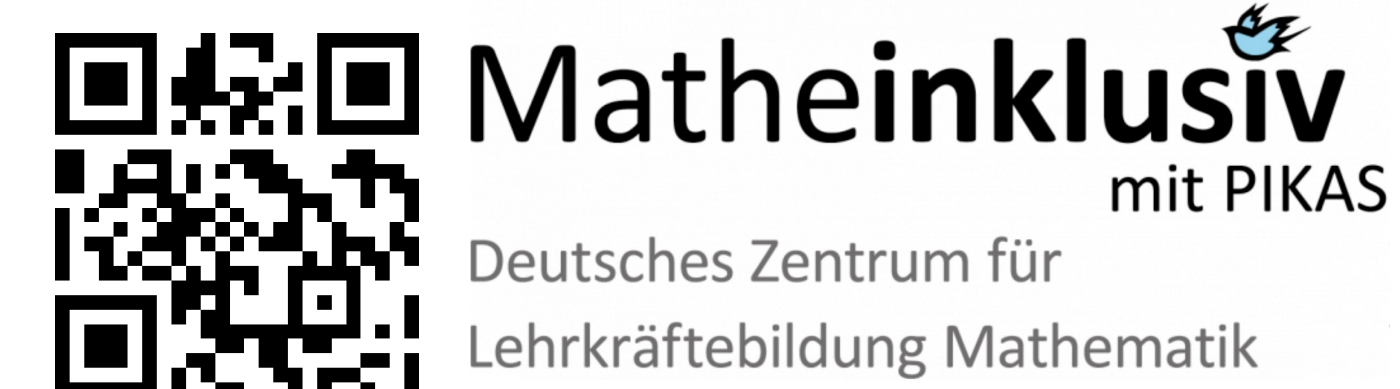 Matheinklusiv
mit PIKAS
Deutsches Zentrum für
Lehrkräftebildung Mathematik